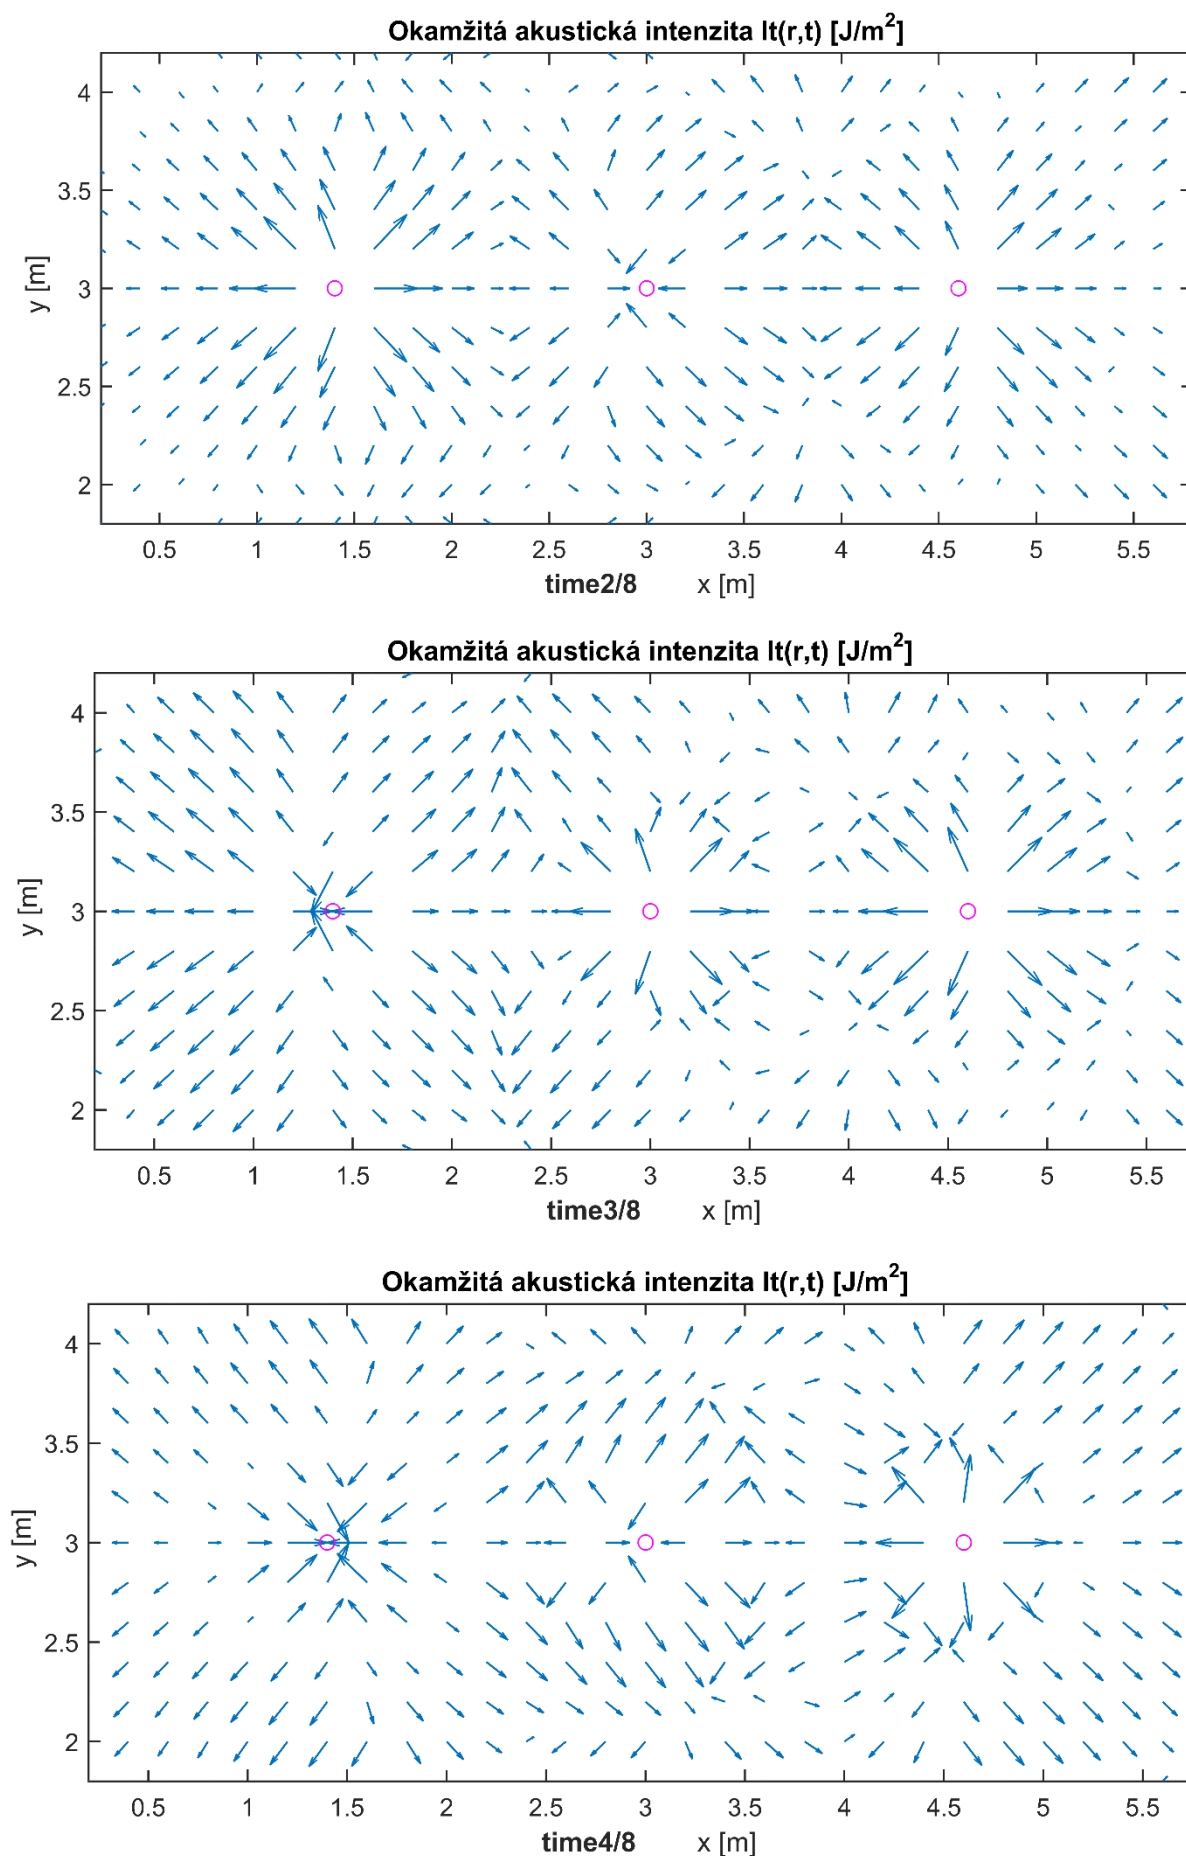 Okamžitá akustická intenzita It(r,t) [J/m²]
4
3.5
3
2.5
2
y [m]
0.5 1 1.5 2 2.5 3 3.5 4 4.5 5 5.5
time2/8 x [m]
Okamžitá akustická intenzita It(r,t) [J/m²]
4
3.5
3
2.5
2
y [m]
0.5 1 1.5 2 2.5 3 3.5 4 4.5 5 5.5
time3/8 x [m]
Okamžitá akustická intenzita It(r,t) [J/m²]
4
3.5
3
2.5
2
y [m]
0.5 1 1.5 2 2.5 3 3.5 4 4.5 5 5.5
time4/8 x [m]